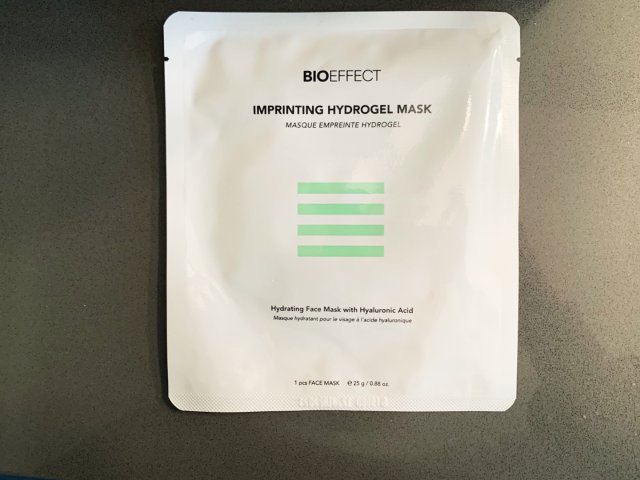 BIOEFFECT
IMPRINTING HYDROGEL MASK
MASQUE EMPREINTE HYDROGEL
Hydrating Face Mask with Hyaluronic Acid
Masque hydratant pour le visage à l'acide hyaluronique
1 pcs FACE MASK ℮ 25 g / 0.88 oz.